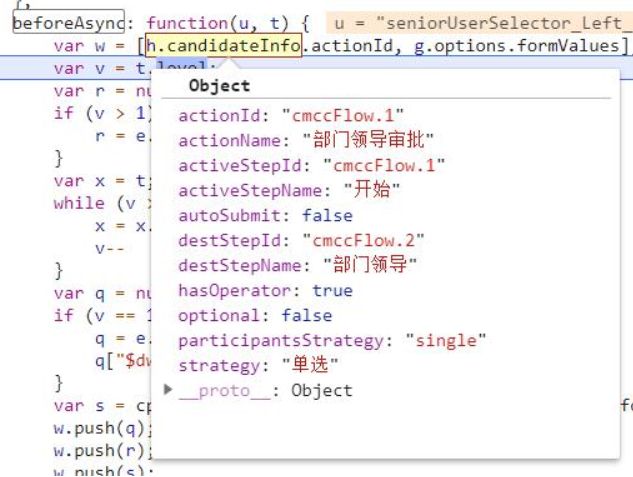 beforeAsync: function(u, t) { u = "seniorUserSelector_Left_
var w = [h.candidateInfo.actionId, g.options.formValues]
var v = t.level;
var r = nu
if (v > 1)
r = e.
}
var x = t;
while (v >
x = x.
v--
}
var q = nu
if (v == 1
q = e.
q["$dw
}
var s = cp
w.push(q);
w.push(r);
w.push(s);
Object
actionId: "cmccFlow.1"
actionName: "部门领导审批"
activeStepId: "cmccFlow.1"
activeStepName: "开始"
autoSubmit: false
destStepId: "cmccFlow.2"
destStepName: "部门领导"
hasOperator: true
optional: false
participantsStrategy: "single"
strategy: "单选"
__proto__: Object